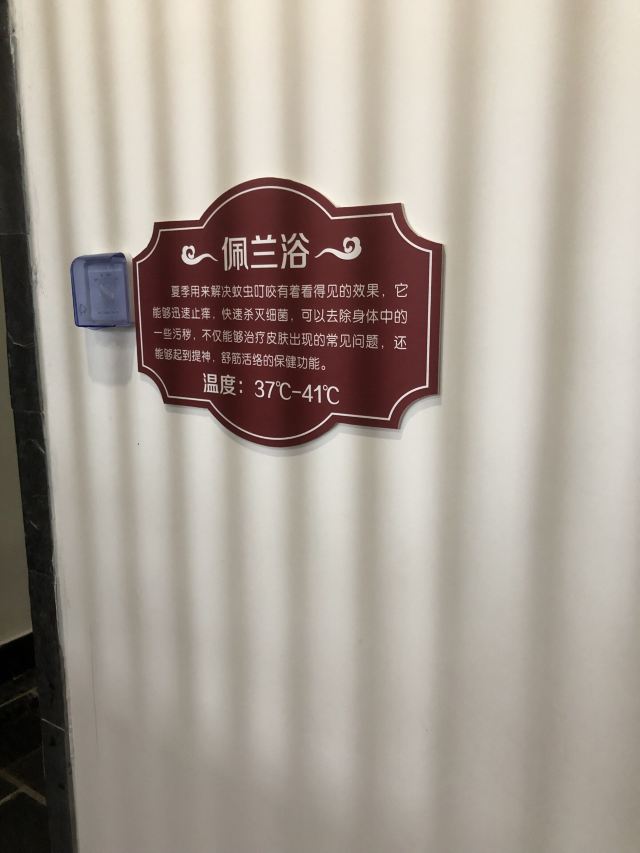 佩兰浴
夏季用来解决蚊虫叮咬有着看得见的效果，它
能够迅速止痒，快速杀灭细菌，可以去除身体中的
一些污秽，不仅能够治疗皮肤出现的常见问题，还
能够起到提神，舒筋活络的保健功能。
温度：37℃-41℃